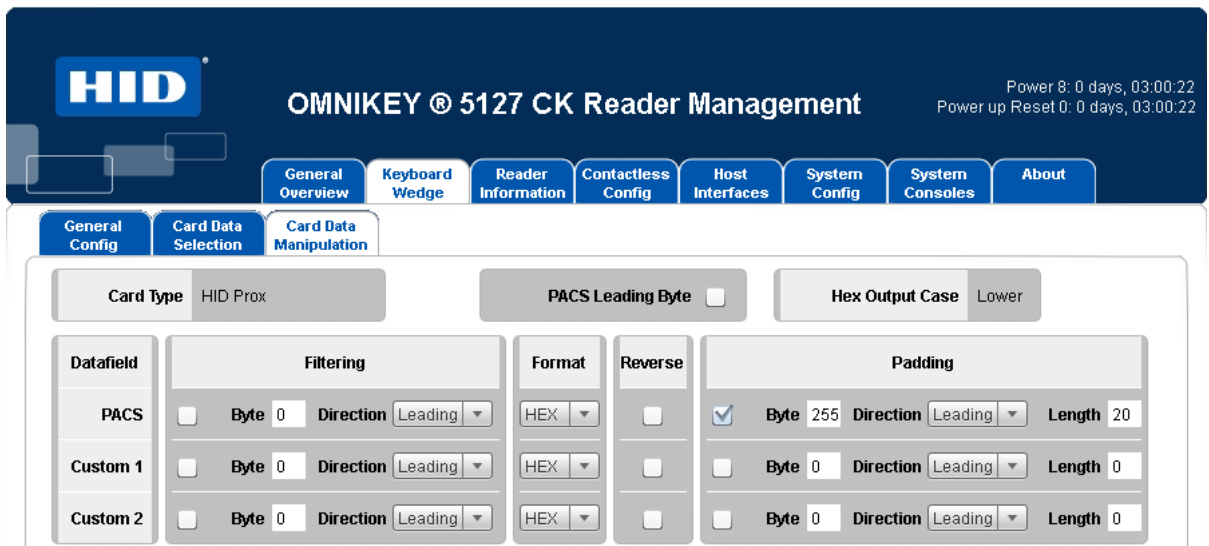 HID
OMNIKEY ® 5127 CK Reader Management
Power 8: 0 days, 03:00:22
Power up Reset 0: 0 days, 03:00:22
General Overview Keyboard Wedge Reader Information Contactless Config Host Interfaces System Config System Consoles About
General Config Card Data Selection Card Data Manipulation
Card Type HID Prox PACS Leading Byte Hex Output Case Lower
Datafield Filtering Format Reverse Padding
PACS Byte 0 Direction Leading HEX Byte 255 Direction Leading Length 20
Custom 1 Byte 0 Direction Leading HEX Byte 0 Direction Leading Length 0
Custom 2 Byte 0 Direction Leading HEX Byte 0 Direction Leading Length 0